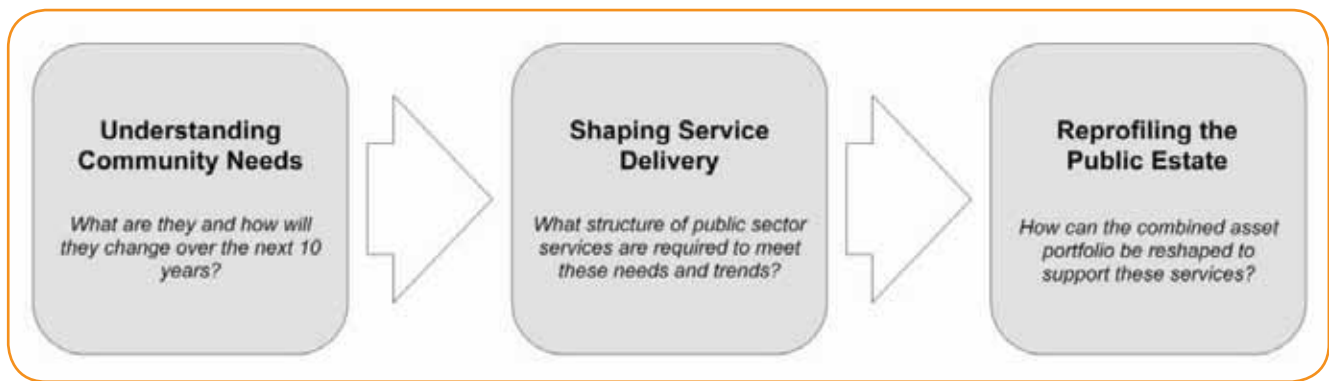 Understanding
Community Needs
What are they and how will
they change over the next 10
years?
Shaping Service
Delivery
What structure of public sector
services are required to meet
these needs and trends?
Reprofiling the
Public Estate
How can the combined asset
portfolio be reshaped to
support these services?